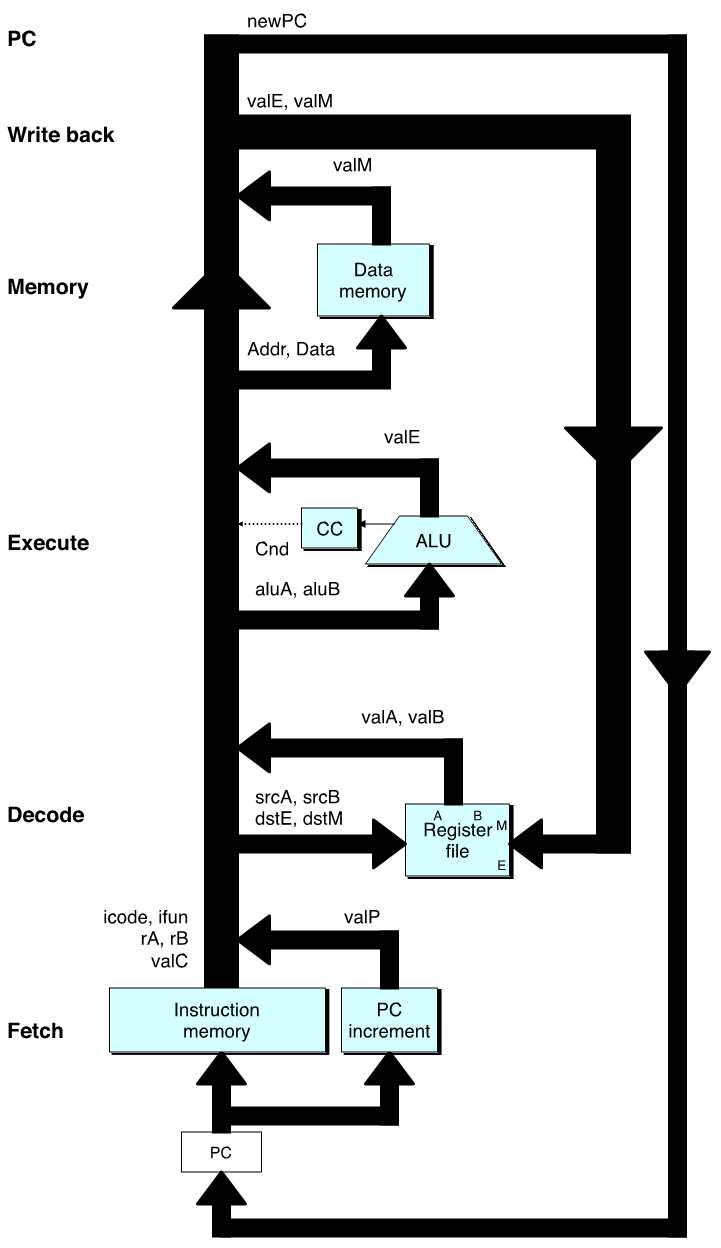 newPC
PC
valE, valM
Write back
valM
Data
memory
Memory
Addr, Data
valE
CC
ALU
Execute
Cnd
aluA, aluB
valA, valB
srcA, srcB
dstE, dstM
Decode
A B
Register M
file
E
icode, ifun
rA, rB
valC
valP
Instruction
memory
PC
increment
Fetch
PC